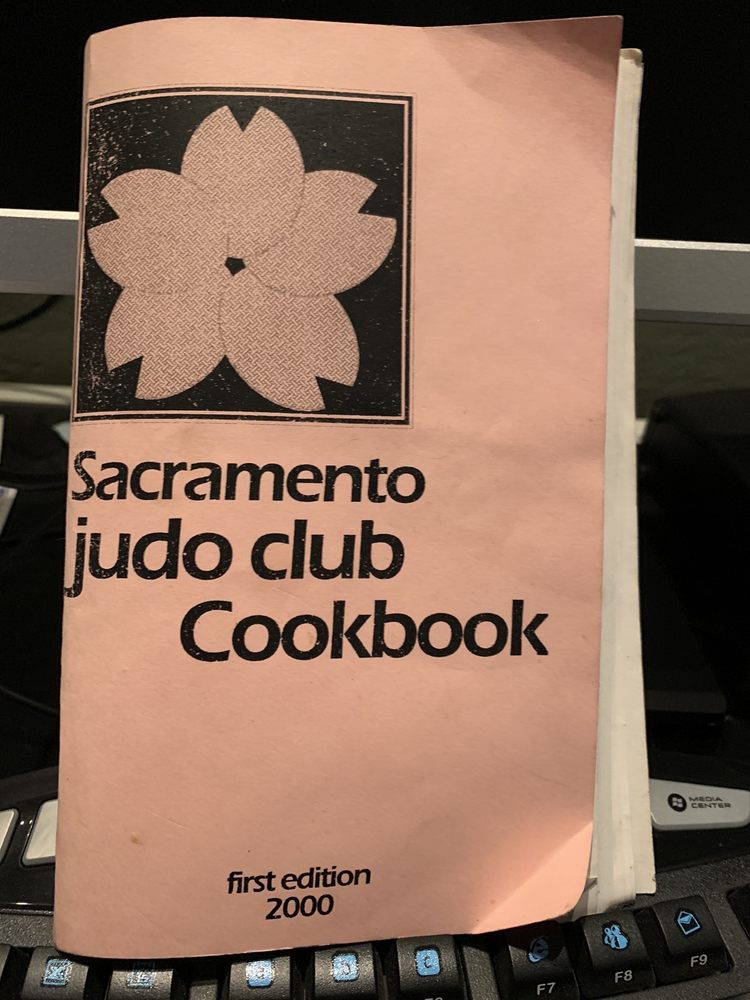 Sacramento
judo club
Cookbook
first edition
2000
MEDIA
CENTER
F7
F8
F9